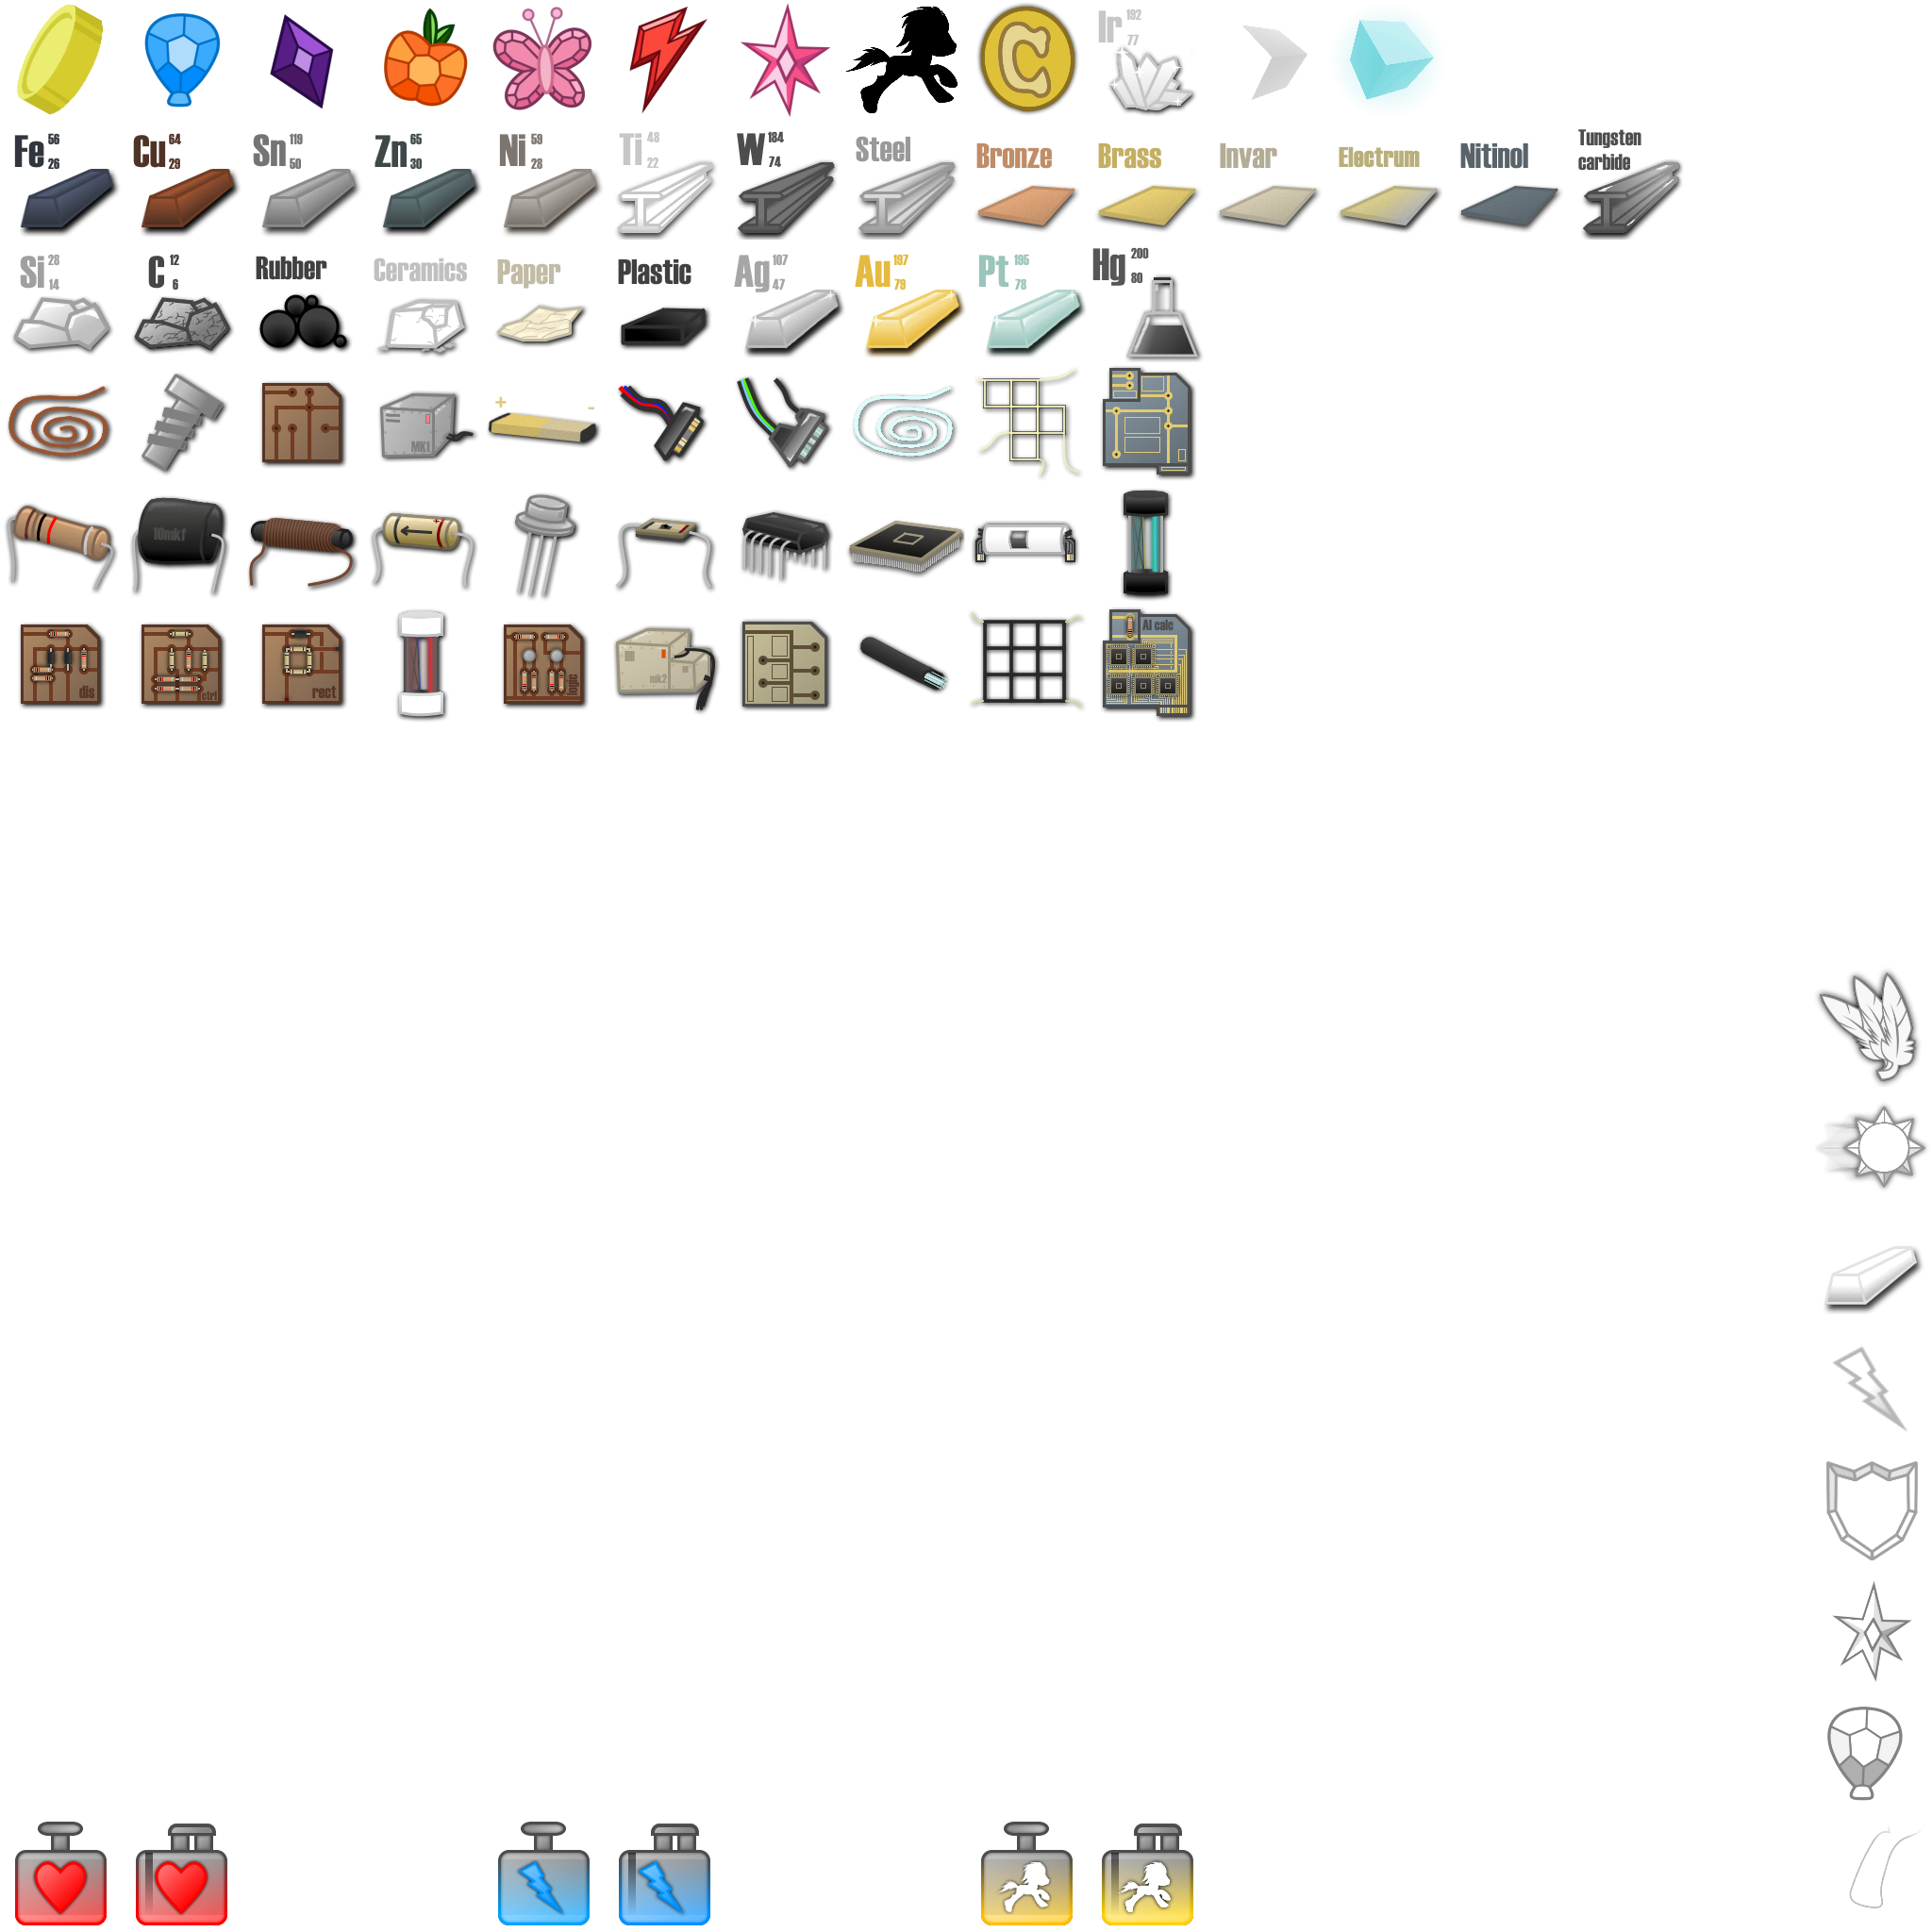 Ir 192 77
Fe 56 26
Cu 64 29
Sn 119 50
Zn 65 30
Ni 59 28
Ti 48 22
W 184 74
Steel
Bronze
Brass
Invar
Electrum
Nitinol
Tungsten
carbide
Si 28 14
C 12 6
Rubber
Ceramics
Paper
Plastic
Ag 107 47
Au 197 79
Pt 195 78
Hg 200 80
MK1
+ -
10mkf
dis
ctrl
rect
logic
mk2
AI calc